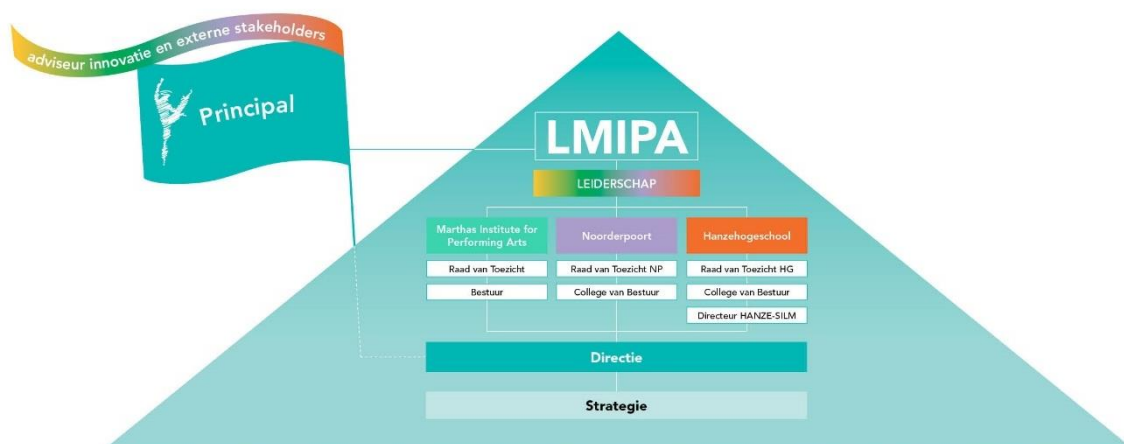 adviseur innovatie en externe stakeholders
Principal
LMIPA
LEIDERSCHAP
Marthas Institute for
Performing Arts
Noorderpoort
Hanzehogeschool
Raad van Toezicht
Raad van Toezicht NP
Raad van Toezicht HG
Bestuur
College van Bestuur
College van Bestuur
Directeur HANZE-SILM
Directie
Strategie